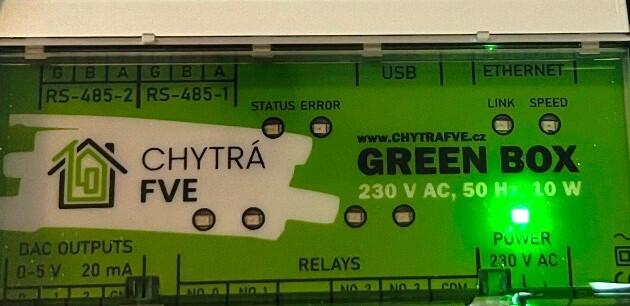 G B A G B A
RS-485-2 RS-485-1
USB
ETHERNET
STATUS ERROR
LINK SPEED
www.CHYTRAFVE.cz
CHYTRÁ
FVE
GREEN BOX
230 V AC, 50 Hz, 10 W
DAC OUTPUTS
0-5 V 20 mA
RELAYS
POWER
230 V AC